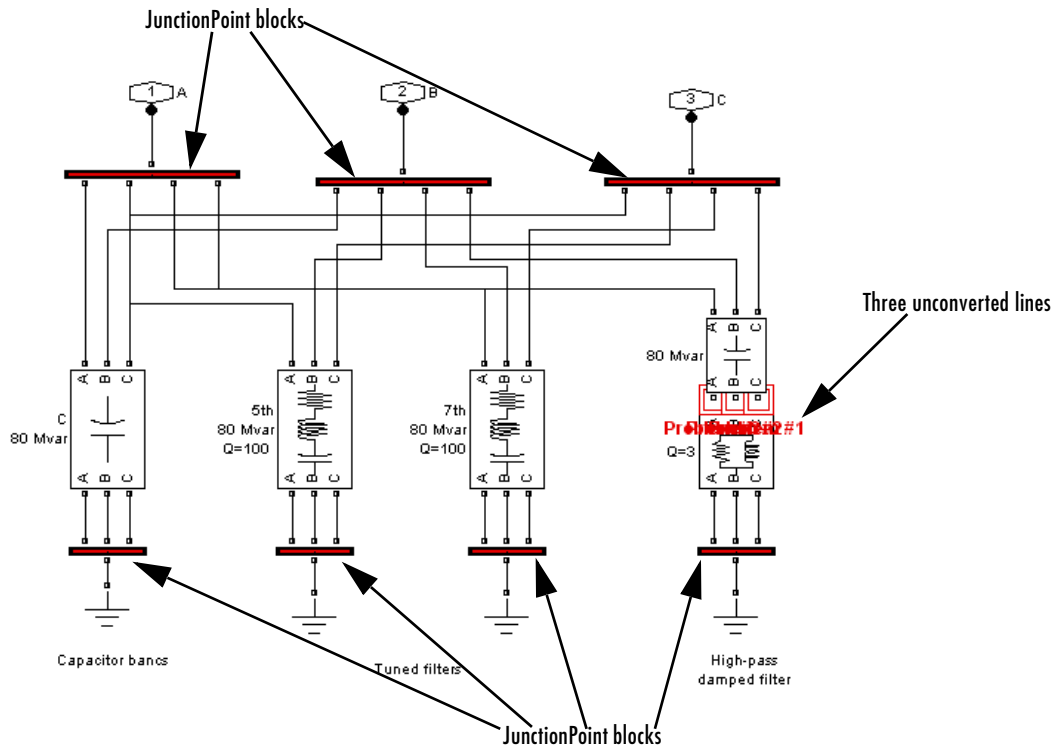 JunctionPoint blocks
1 A
2 B
3 C
Three unconverted lines
A B C
80 Mvar
A B C
A B C
C
80 Mvar
A B C
A B C
5th
80 Mvar
Q=100
A B C
A B C
7th
80 Mvar
Q=100
A B C
#1
Q=3
A B C
Capacitor bancs
Tuned filters
High-pass
damped filter
JunctionPoint blocks